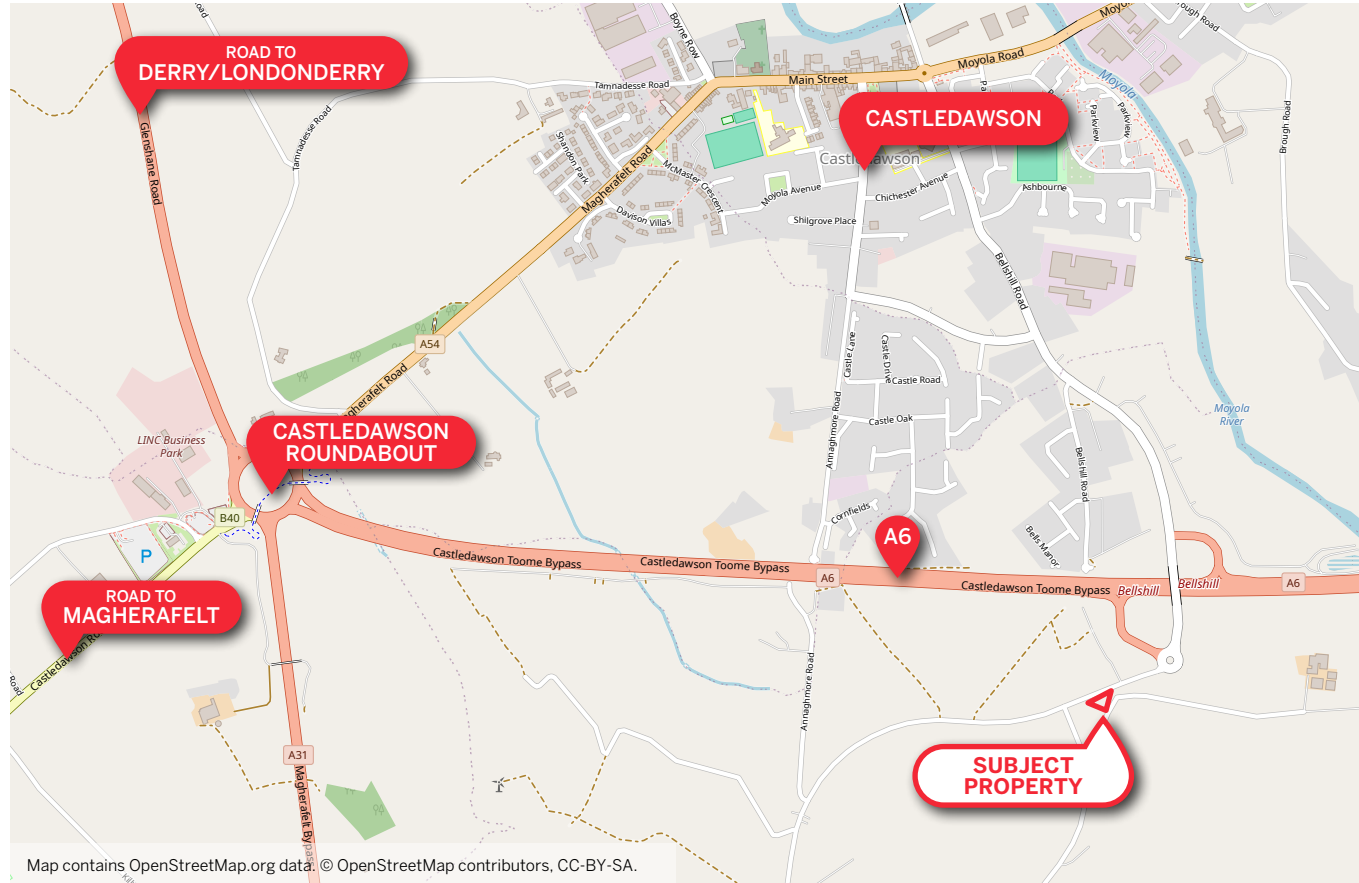 ROAD TO
DERRY/LONDONDERRY
Boyne Row
Moyola Road
Main Street
Tamnadesse Road
Tamnadesse Road
Glenshane Road
Brough Road
Moyola
Parkview
Parkview
CASTLEDAWSON
Shandon Park
McMaster Crescent
Magherafelt Road
Davison Villas
Moyola Avenue
Chichester Avenue
Shilgrove Place
Ashbourne
Bellshill Road
A54
Castle Lane
Castle Drive
Castle Road
Castle Oak
Annaghmore Road
Moyola
River
LINC Business
Park
CASTLEDAWSON
ROUNDABOUT
B40
P
Bellshill Road
Cornfields
Bells Manor
A6
Castledawson Toome Bypass
Castledawson Toome Bypass
A6
Castledawson Toome Bypass
Bellshill
Bellshill
A6
ROAD TO
MAGHERAFELT
Road
Annaghmore Road
A31
Magherafelt Bypass
SUBJECT
PROPERTY
Map contains OpenStreetMap.org data. © OpenStreetMap contributors, CC-BY-SA.